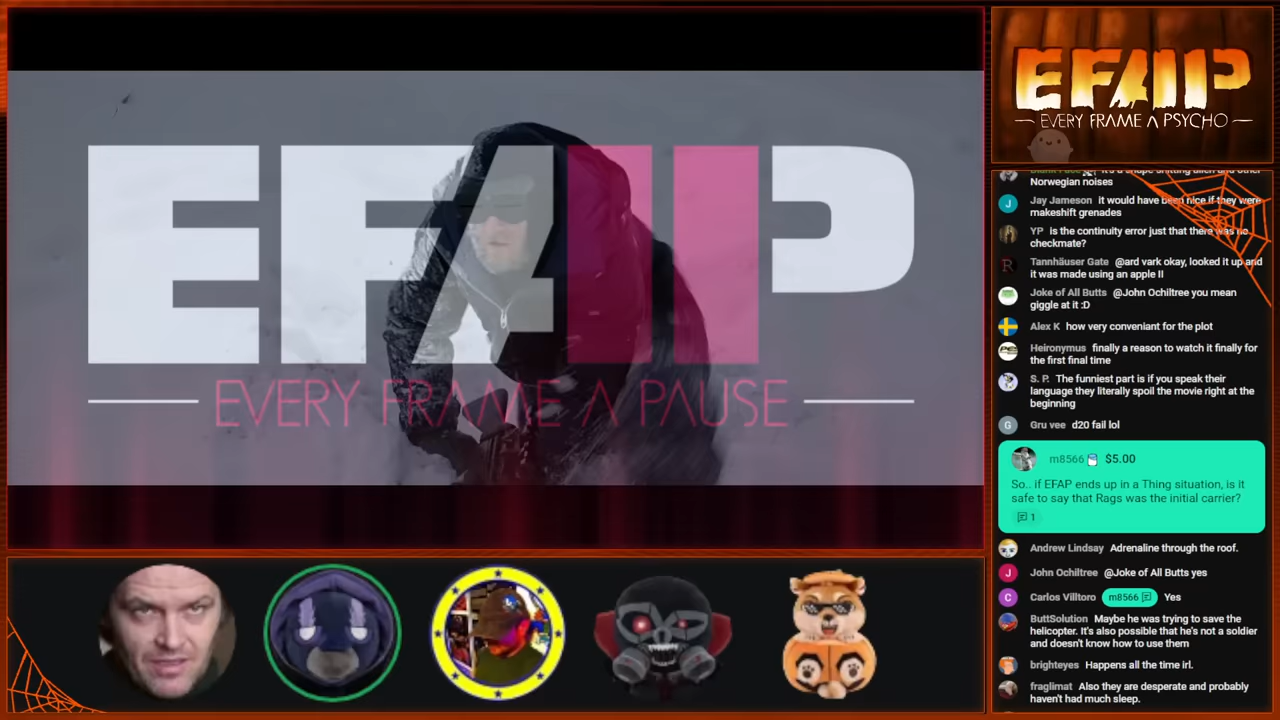 EFAP
EVERY FRAME A PAUSE
EFAP
EVERY FRAME A PSYCHO
Norwegian noises
Jay Jameson it would have been nice if they were
makeshift grenades
YP is the continuity error just that there was no
checkmate?
Tannhäuser Gate @ard vark okay, looked it up and
it was made using an apple II
Joke of All Butts @John Ochiltree you mean
giggle at it :D
Alex K how very conveniant for the plot
Heironymus finally a reason to watch it finally for
the first final time
S. P. The funniest part is if you speak their
language they literally spoil the movie right at the
beginning
Gru vee d20 fail lol
m8566 $5.00
So.. if EFAP ends up in a Thing situation, is it
safe to say that Rags was the initial carrier?
1
Andrew Lindsay Adrenaline through the roof.
John Ochiltree @Joke of All Butts yes
Carlos Villtoro m8566 Yes
ButtSolution Maybe he was trying to save the
helicopter. It's also possible that he's not a soldier
and doesn't know how to use them
brighteyes Happens all the time irl.
fraglimat Also they are desperate and probably
haven't had much sleep.